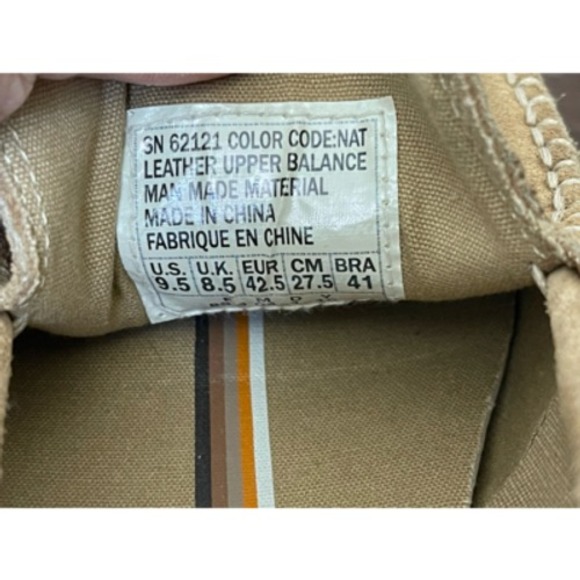 SN 62121 COLOR CODE:NAT
LEATHER UPPER BALANCE
MAN MADE MATERIAL
MADE IN CHINA
FABRIQUE EN CHINE
U.S. U.K. EUR CM BRA
9.5 8.5 42.5 27.5 41